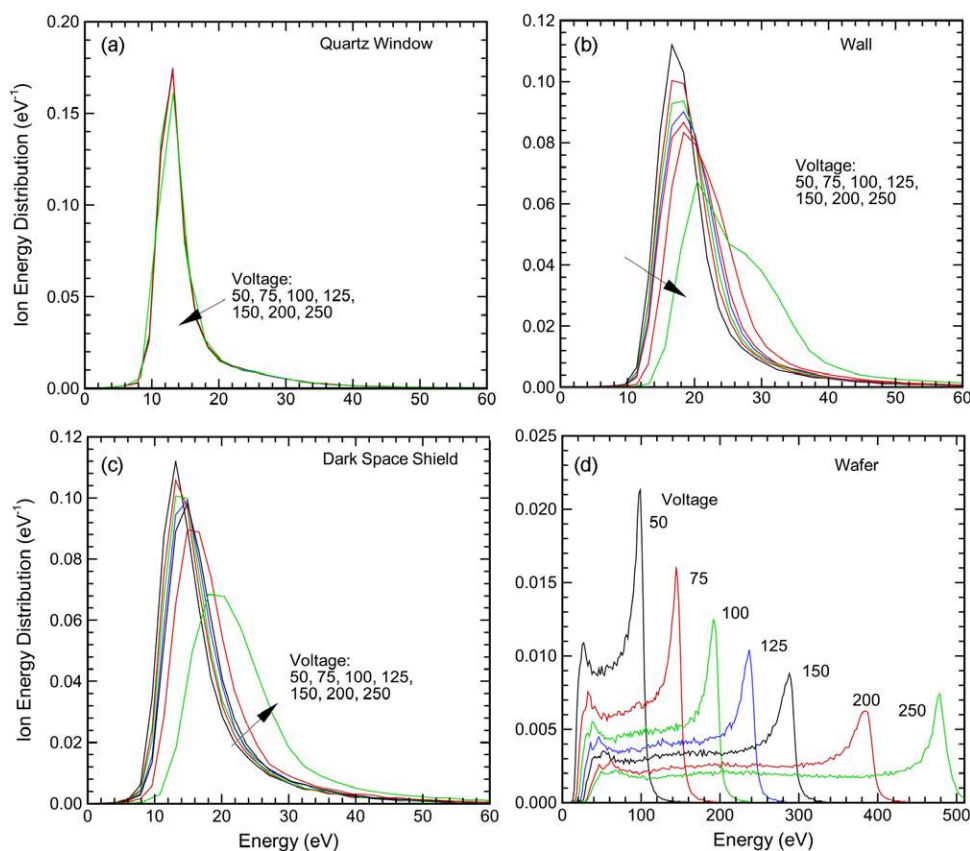 (a)
Quartz Window
Ion Energy Distribution (eV⁻¹)
0.20
0.15
0.10
0.05
0.00
Voltage:
50, 75, 100, 125,
150, 200, 250
0 10 20 30 40 50 60
(b)
Wall
0.12
0.10
0.08
0.06
0.04
0.02
0.00
Voltage:
50, 75, 100, 125,
150, 200, 250
0 10 20 30 40 50 60
(c)
Dark Space Shield
Ion Energy Distribution (eV⁻¹)
0.12
0.10
0.08
0.06
0.04
0.02
0.00
Voltage:
50, 75, 100, 125,
150, 200, 250
0 10 20 30 40 50 60
Energy (eV)
(d)
Wafer
0.025
0.020
0.015
0.010
0.005
0.000
Voltage
50
75
100
125
150
200
250
0 100 200 300 400 500
Energy (eV)